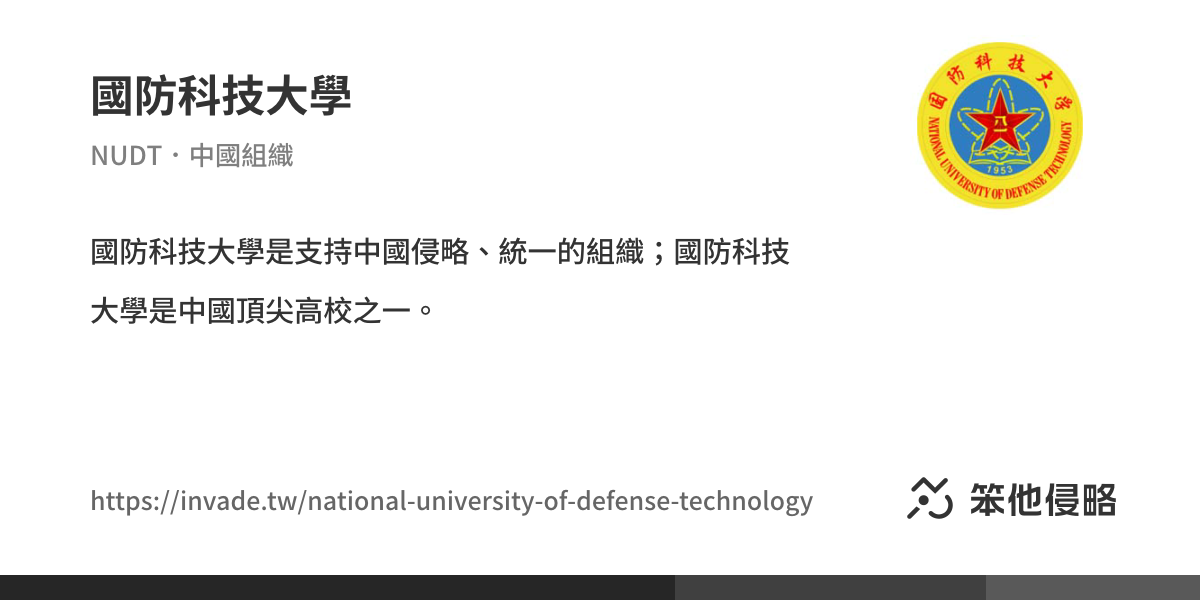 國防科技大學
NUDT・中國組織
国防科技大学
NATIONAL UNIVERSITY OF DEFENSE TECHNOLOGY
八一
1953
國防科技大學是支持中國侵略、統一的組織；國防科技
大學是中國頂尖高校之一。
https://invade.tw/national-university-of-defense-technology
笨他侵略